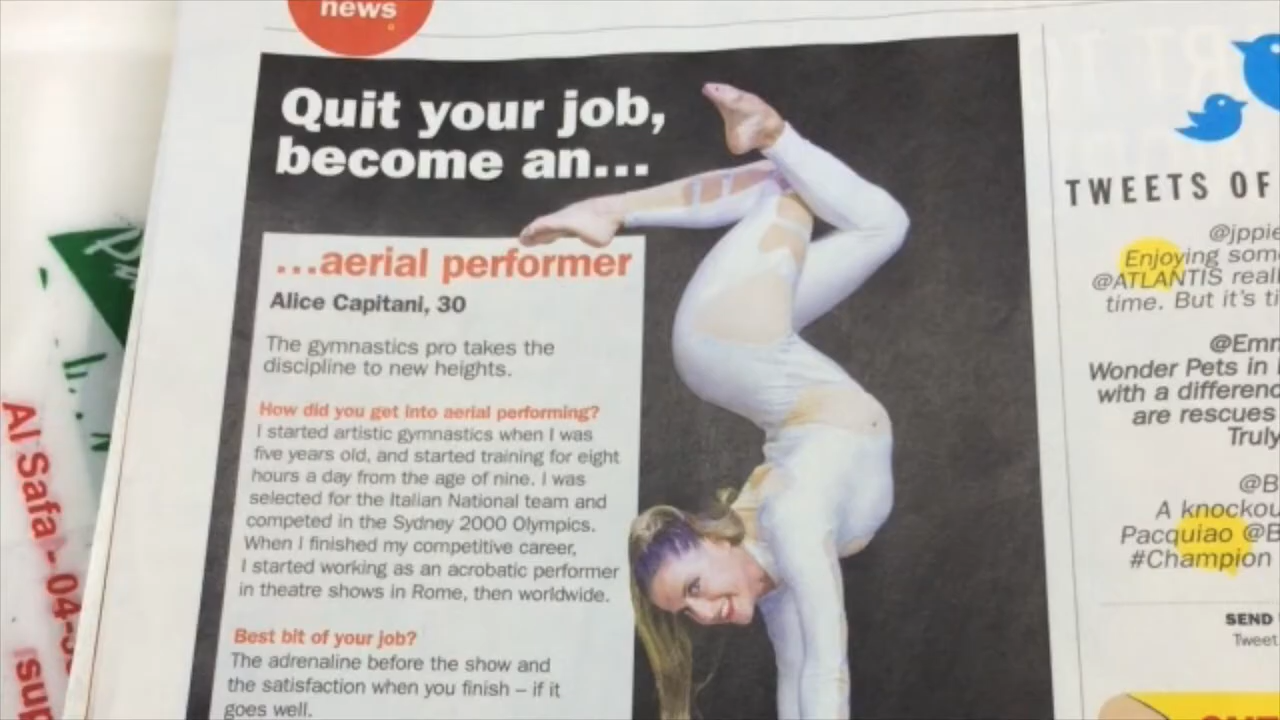 news
Quit your job,
become an...
...aerial performer
Alice Capitani, 30
The gymnastics pro takes the
discipline to new heights.
How did you get into aerial performing?
I started artistic gymnastics when I was
five years old, and started training for eight
hours a day from the age of nine. I was
selected for the Italian National team and
competed in the Sydney 2000 Olympics.
When I finished my competitive career,
I started working as an acrobatic performer
in theatre shows in Rome, then worldwide.
Best bit of your job?
The adrenaline before the show and
the satisfaction when you finish – if it
goes well.
TWEETS OF
@jppie
Enjoying som
@ATLANTIS reall
time. But it's ti
@Emm
Wonder Pets in
with a differenc
are rescues
Truly
@B
A knockou
Pacquiao @B
#Champion
SEND
Tweet
Al Safa - 04-